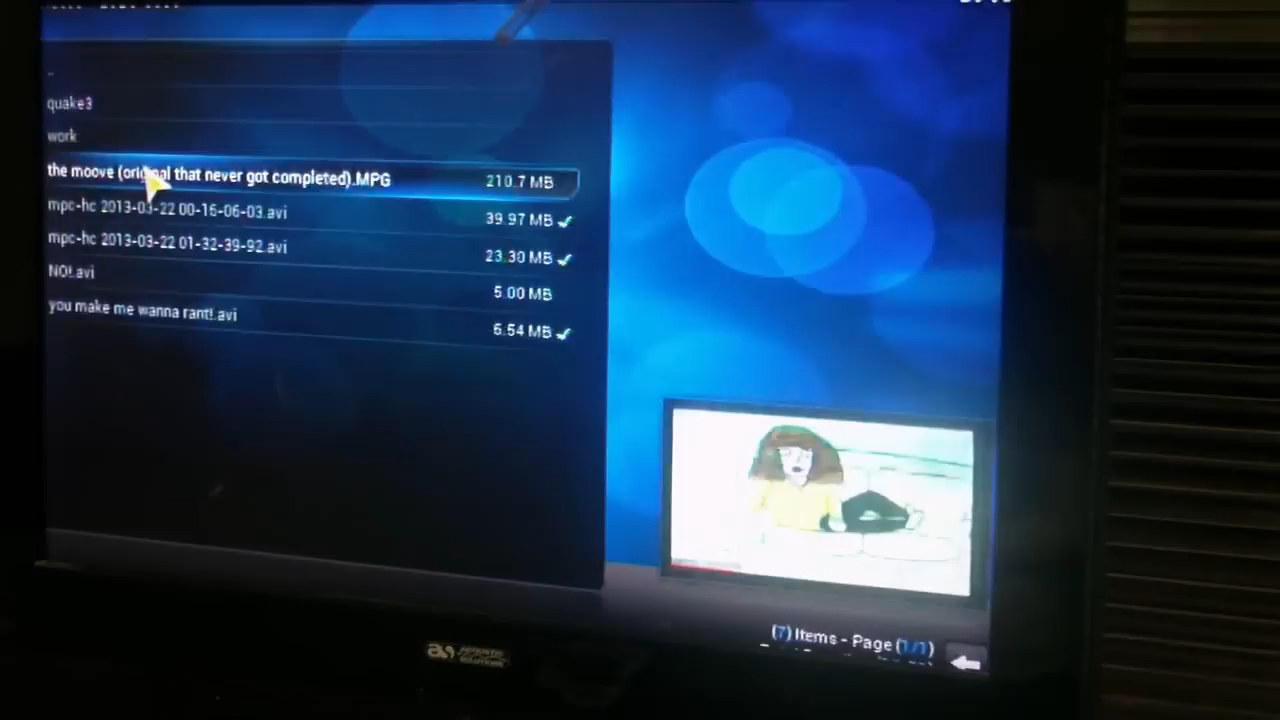 ..
quake3
work
the moove (original that never got completed).MPG 210.7 MB
mpc-hc 2013-03-22 00-15-06-03.avi 39.97 MB
mpc-hc 2013-03-22 01-32-39-92.avi 23.30 MB
NO!.avi 5.00 MB
you make me wanna rant!.avi 6.54 MB
(7) Items - Page (1/1)